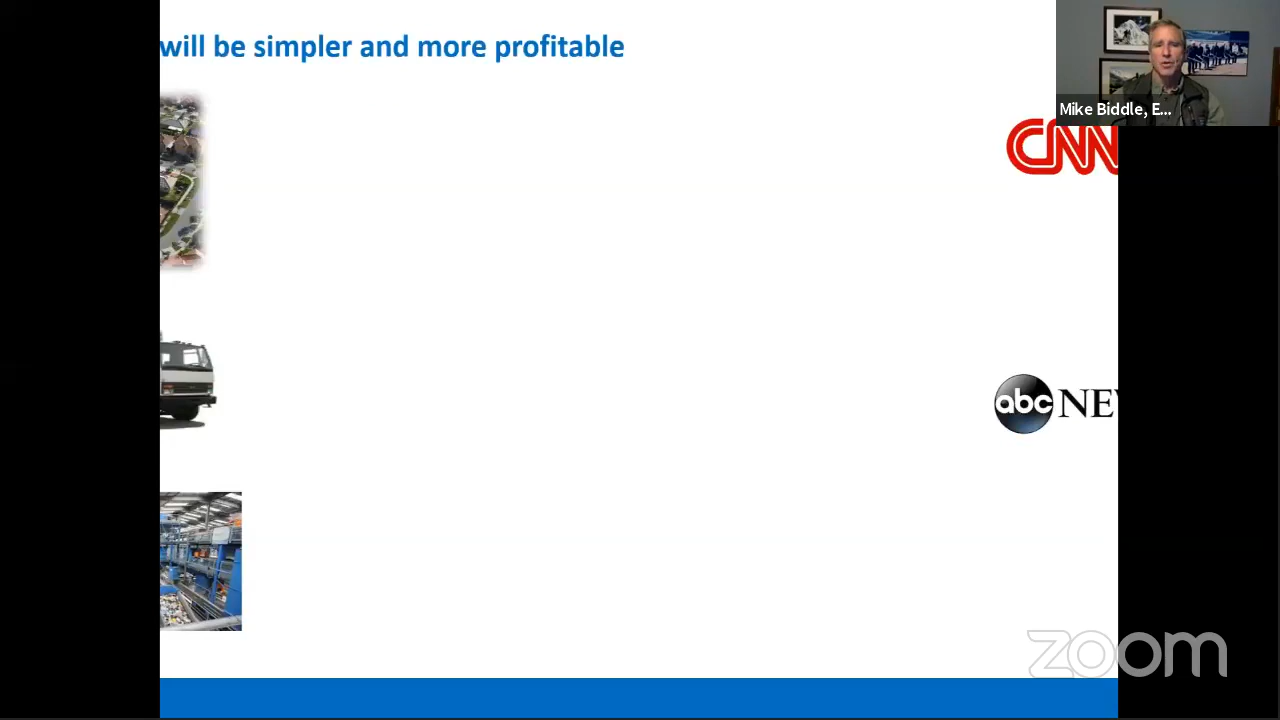 will be simpler and more profitable
Mike Biddle, E...
CNN
abc NE
zoom